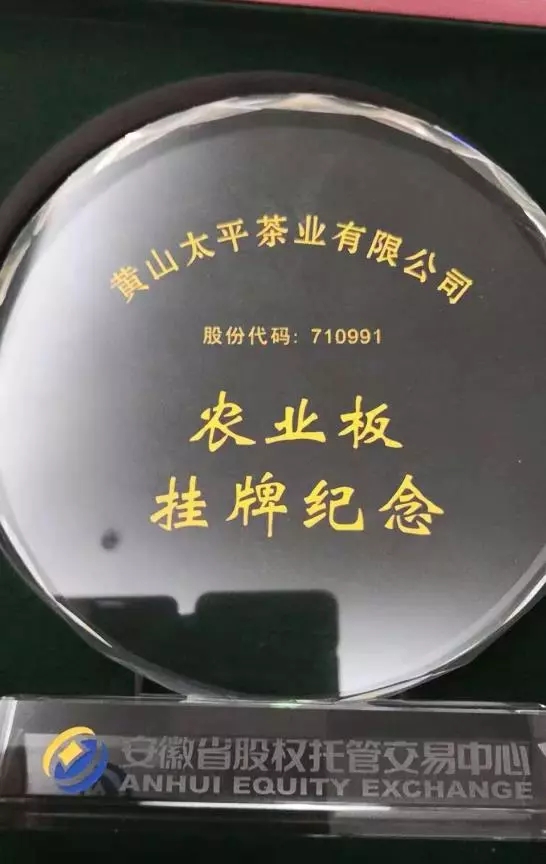 黄山太平茶业有限公司
股份代码: 710991
农业板
挂牌纪念
安徽省股权托管交易中心
ANHUI EQUITY EXCHANGE